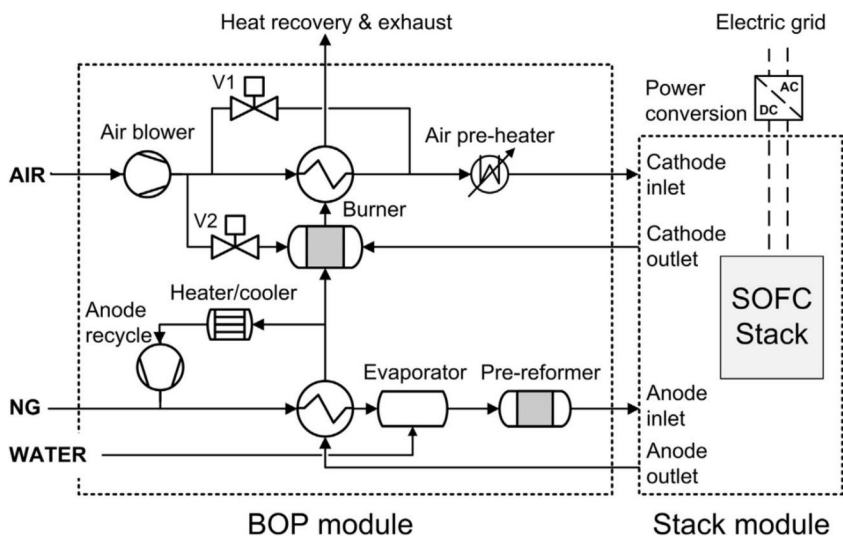 Heat recovery & exhaust
Electric grid
V1
Power
conversion
AC
DC
Air blower
Air pre-heater
AIR
Cathode
inlet
Burner
V2
Cathode
outlet
Heater/cooler
Anode
recycle
SOFC
Stack
Evaporator
Pre-reformer
NG
Anode
inlet
WATER
Anode
outlet
BOP module
Stack module